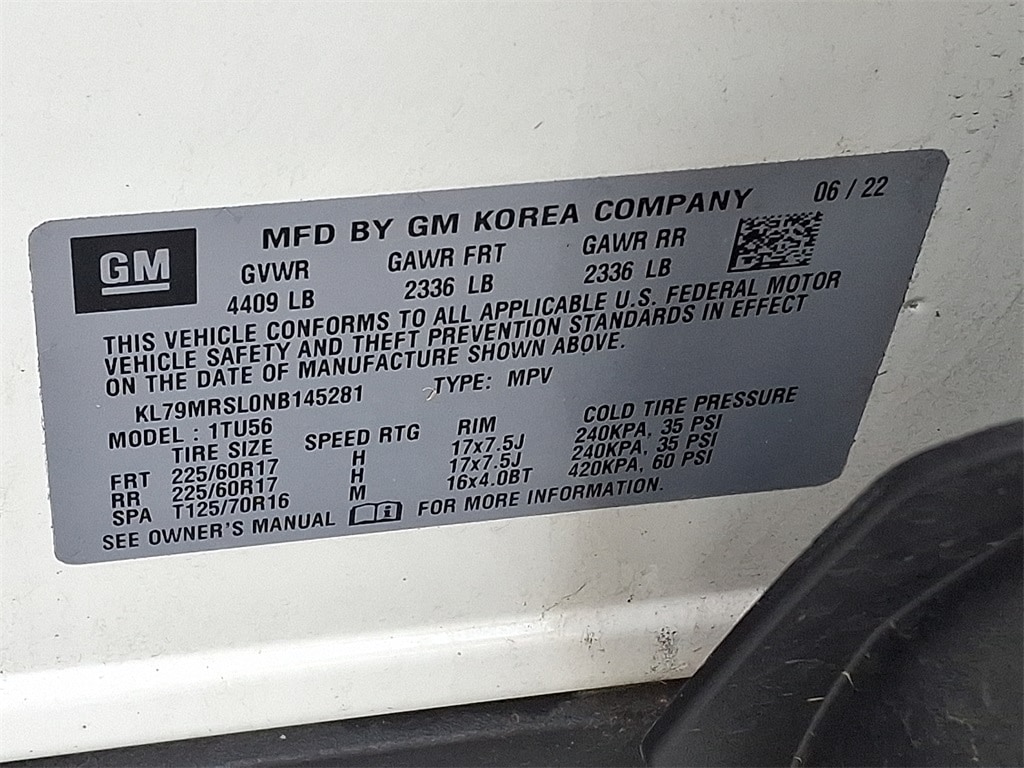 GM
MFD BY GM KOREA COMPANY 06 / 22
GVWR GAWR FRT GAWR RR
4409 LB 2336 LB 2336 LB
THIS VEHICLE CONFORMS TO ALL APPLICABLE U.S. FEDERAL MOTOR
VEHICLE SAFETY AND THEFT PREVENTION STANDARDS IN EFFECT
ON THE DATE OF MANUFACTURE SHOWN ABOVE.
KL79MRSL0NB145281 TYPE: MPV
MODEL : 1TU56
TIRE SIZE SPEED RTG RIM COLD TIRE PRESSURE
FRT 225/60R17 H 17x7.5J 240KPA, 35 PSI
RR 225/60R17 H 17x7.5J 240KPA, 35 PSI
SPA T125/70R16 M 16x4.0BT 420KPA, 60 PSI
SEE OWNER'S MANUAL i FOR MORE INFORMATION.